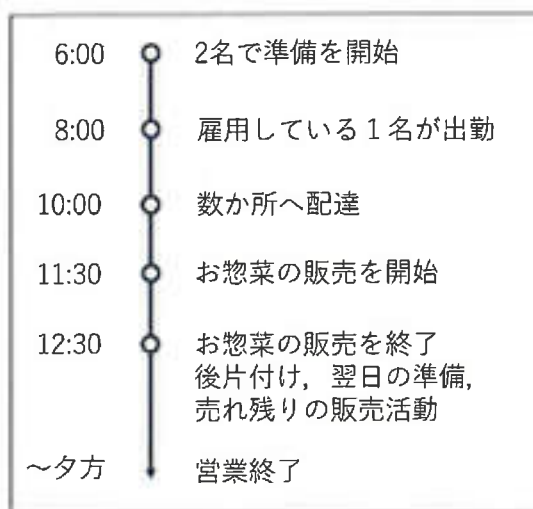 6:00 2名で準備を開始
8:00 雇用している１名が出勤
10:00 数か所へ配達
11:30 お惣菜の販売を開始
12:30 お惣菜の販売を終了
後片付け，翌日の準備，
売れ残りの販売活動
～夕方 営業終了